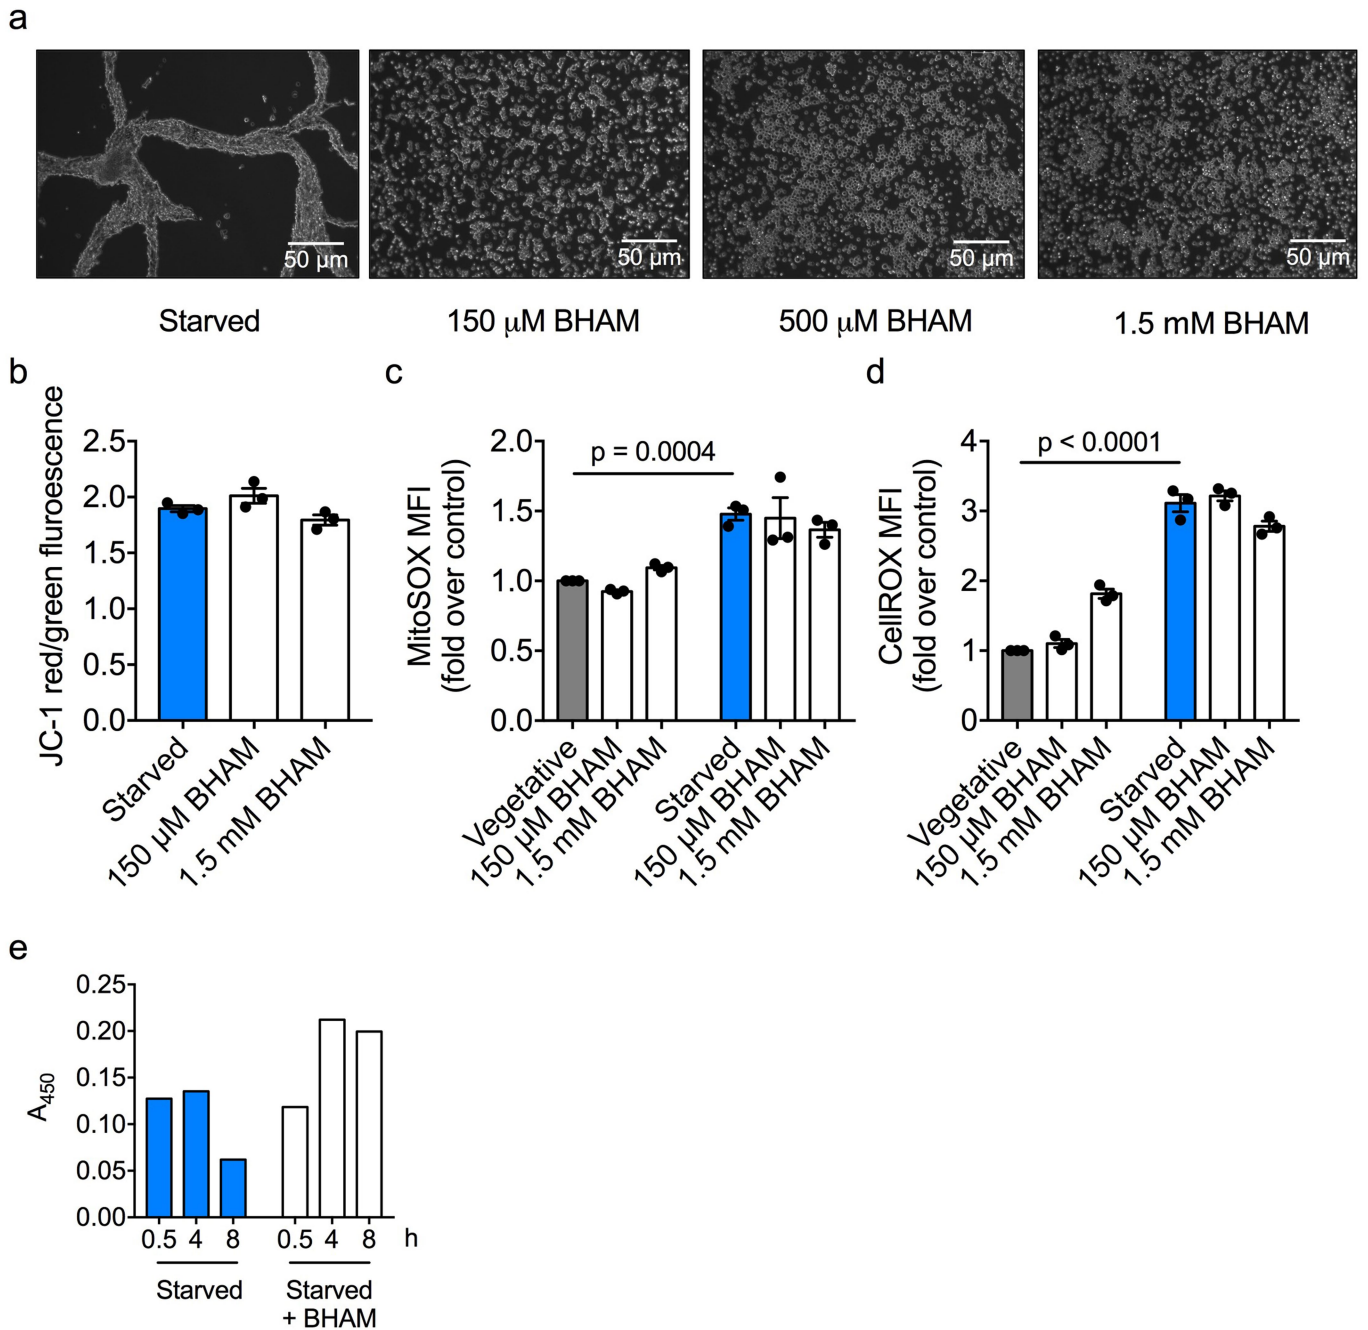 a
50 μm
50 μm
50 μm
50 μm
Starved
150 μM BHAM
500 μM BHAM
1.5 mM BHAM
b
JC-1 red/green fluroescence
2.5
2.0
1.5
1.0
0.5
0.0
Starved
150 μM BHAM
1.5 mM BHAM
c
MitoSOX MFI
(fold over control)
2.0
1.5
1.0
0.5
0.0
p = 0.0004
Vegetative
150 μM BHAM
1.5 mM BHAM
Starved
150 μM BHAM
1.5 mM BHAM
d
CellROX MFI
(fold over control)
4
3
2
1
0
p < 0.0001
Vegetative
150 μM BHAM
1.5 mM BHAM
Starved
150 μM BHAM
1.5 mM BHAM
e
A450
0.25
0.20
0.15
0.10
0.05
0.00
0.5 4 8 0.5 4 8 h
Starved
Starved
+ BHAM